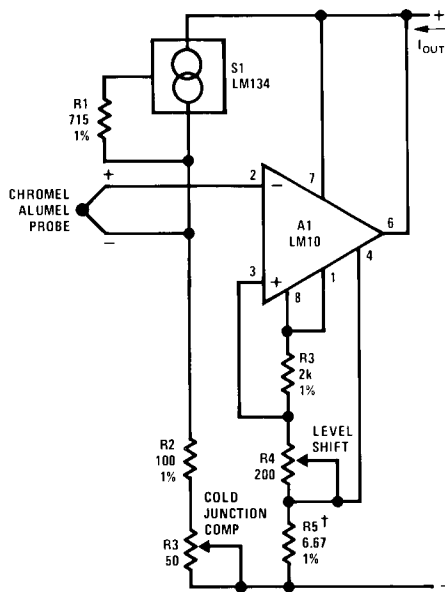 +
IOUT
S1
LM134
R1
715
1%
CHROMEL
ALUMEL
PROBE
+
−
2
−
7
A1
LM10
6
4
3
+
8
1
R3
2k
1%
R4
200
LEVEL
SHIFT
R2
100
1%
COLD
JUNCTION
COMP
R3
50
R5†
6.67
1%
−